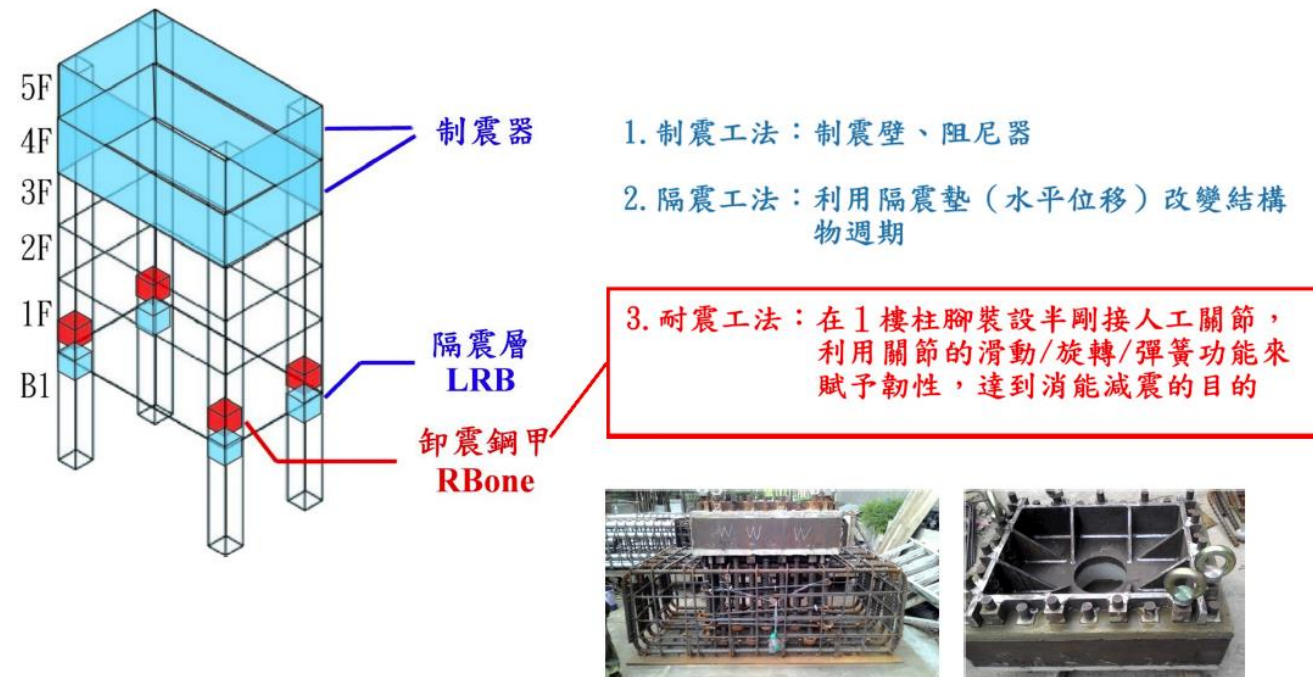 5F
4F
3F
2F
1F
B1
制震器
隔震層
LRB
卸震鋼甲
RBone
1.制震工法：制震壁、阻尼器
2.隔震工法：利用隔震墊（水平位移）改變結構
物週期
3.耐震工法：在1樓柱腳裝設半剛接人工關節，
利用關節的滑動/旋轉/彈簧功能來
賦予韌性，達到消能減震的目的
W W W